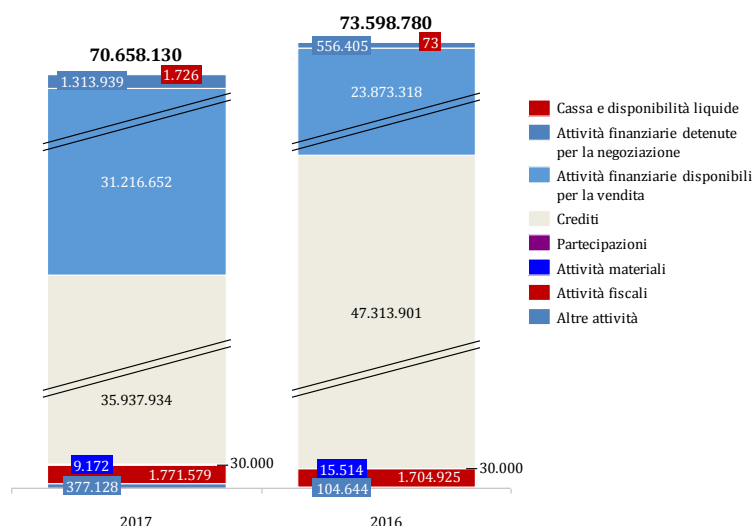 73.598.780
70.658.130
556.405
73
1.313.939
1.726
23.873.318
31.216.652
47.313.901
35.937.934
9.172
30.000
15.514
30.000
1.771.579
1.704.925
377.128
104.644
2017
2016
Cassa e disponibilità liquide
Attività finanziarie detenute
per la negoziazione
Attività finanziarie disponibili
per la vendita
Crediti
Partecipazioni
Attività materiali
Attività fiscali
Altre attività